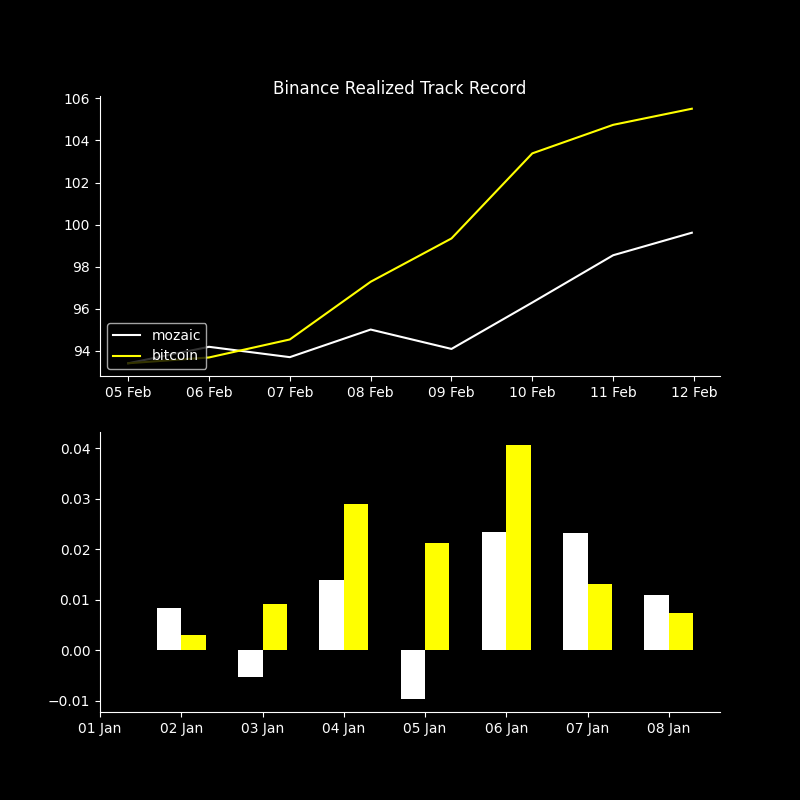 Binance Realized Track Record
106
104
102
100
98
96
94
mozaic
bitcoin
05 Feb 06 Feb 07 Feb 08 Feb 09 Feb 10 Feb 11 Feb 12 Feb
0.04
0.03
0.02
0.01
0.00
−0.01
01 Jan 02 Jan 03 Jan 04 Jan 05 Jan 06 Jan 07 Jan 08 Jan